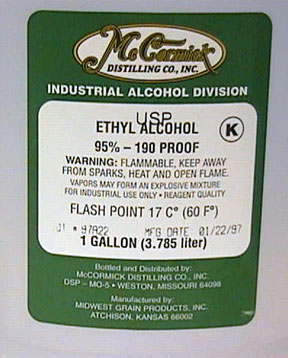 McCormick
DISTILLING CO., INC.
INDUSTRIAL ALCOHOL DIVISION
USP
ETHYL ALCOHOL
K
95% – 190 PROOF
WARNING: FLAMMABLE, KEEP AWAY
FROM SPARKS, HEAT AND OPEN FLAME.
VAPORS MAY FORM AN EXPLOSIVE MIXTURE
FOR INDUSTRIAL USE ONLY • REAGENT QUALITY
FLASH POINT 17 C° (60 F°)
# 97A22 MFG DATE 01/22/97
1 GALLON (3.785 liter)
Bottled and Distributed by:
McCORMICK DISTILLING CO., INC.
DSP – MO-5 • WESTON, MISSOURI 64098
Manufactured by:
MIDWEST GRAIN PRODUCTS, INC.
ATCHISON, KANSAS 66002